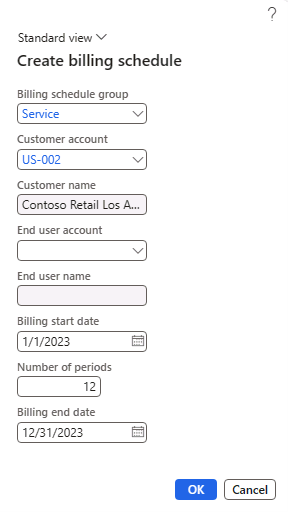 ?
Standard view
Create billing schedule
Billing schedule group
Service
Customer account
US-002
Customer name
Contoso Retail Los A...
End user account
End user name
Billing start date
1/1/2023
Number of periods
12
Billing end date
12/31/2023
OK Cancel